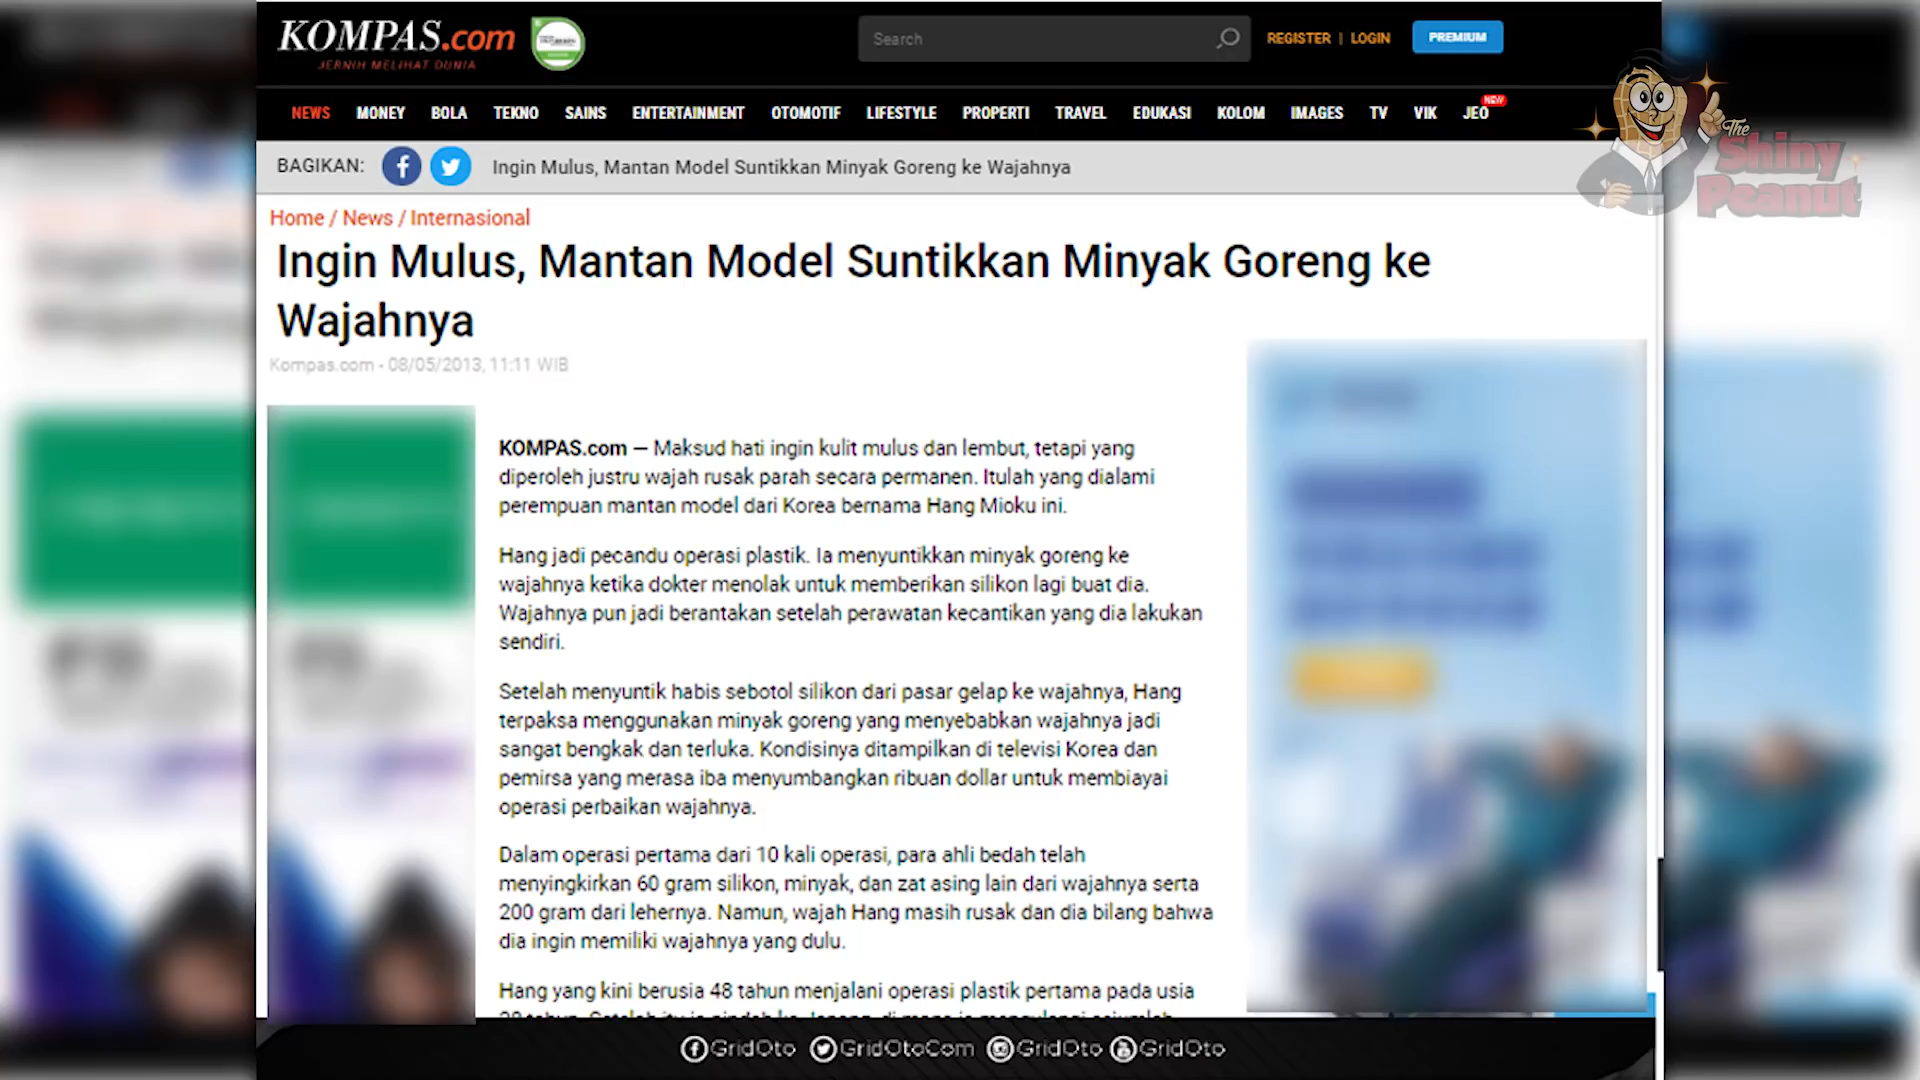 KOMPAS.com
JERNIH MELIHAT DUNIA
Search
REGISTER | LOGIN
PREMIUM
NEWS MONEY BOLA TEKNO SAINS ENTERTAINMENT OTOMOTIF LIFESTYLE PROPERTI TRAVEL EDUKASI KOLOM IMAGES TV VIK JEO NEW
The Shiny Peanut
BAGIKAN: Ingin Mulus, Mantan Model Suntikkan Minyak Goreng ke Wajahnya
Home / News / Internasional
Ingin Mulus, Mantan Model Suntikkan Minyak Goreng ke
Wajahnya
Kompas.com - 08/05/2013, 11:11 WIB
KOMPAS.com — Maksud hati ingin kulit mulus dan lembut, tetapi yang
diperoleh justru wajah rusak parah secara permanen. Itulah yang dialami
perempuan mantan model dari Korea bernama Hang Mioku ini.
Hang jadi pecandu operasi plastik. Ia menyuntikkan minyak goreng ke
wajahnya ketika dokter menolak untuk memberikan silikon lagi buat dia.
Wajahnya pun jadi berantakan setelah perawatan kecantikan yang dia lakukan
sendiri.
Setelah menyuntik habis sebotol silikon dari pasar gelap ke wajahnya, Hang
terpaksa menggunakan minyak goreng yang menyebabkan wajahnya jadi
sangat bengkak dan terluka. Kondisinya ditampilkan di televisi Korea dan
pemirsa yang merasa iba menyumbangkan ribuan dollar untuk membiayai
operasi perbaikan wajahnya.
Dalam operasi pertama dari 10 kali operasi, para ahli bedah telah
menyingkirkan 60 gram silikon, minyak, dan zat asing lain dari wajahnya serta
200 gram dari lehernya. Namun, wajah Hang masih rusak dan dia bilang bahwa
dia ingin memiliki wajahnya yang dulu.
Hang yang kini berusia 48 tahun menjalani operasi plastik pertama pada usia
GridOto GridOtoCom GridOto GridOto